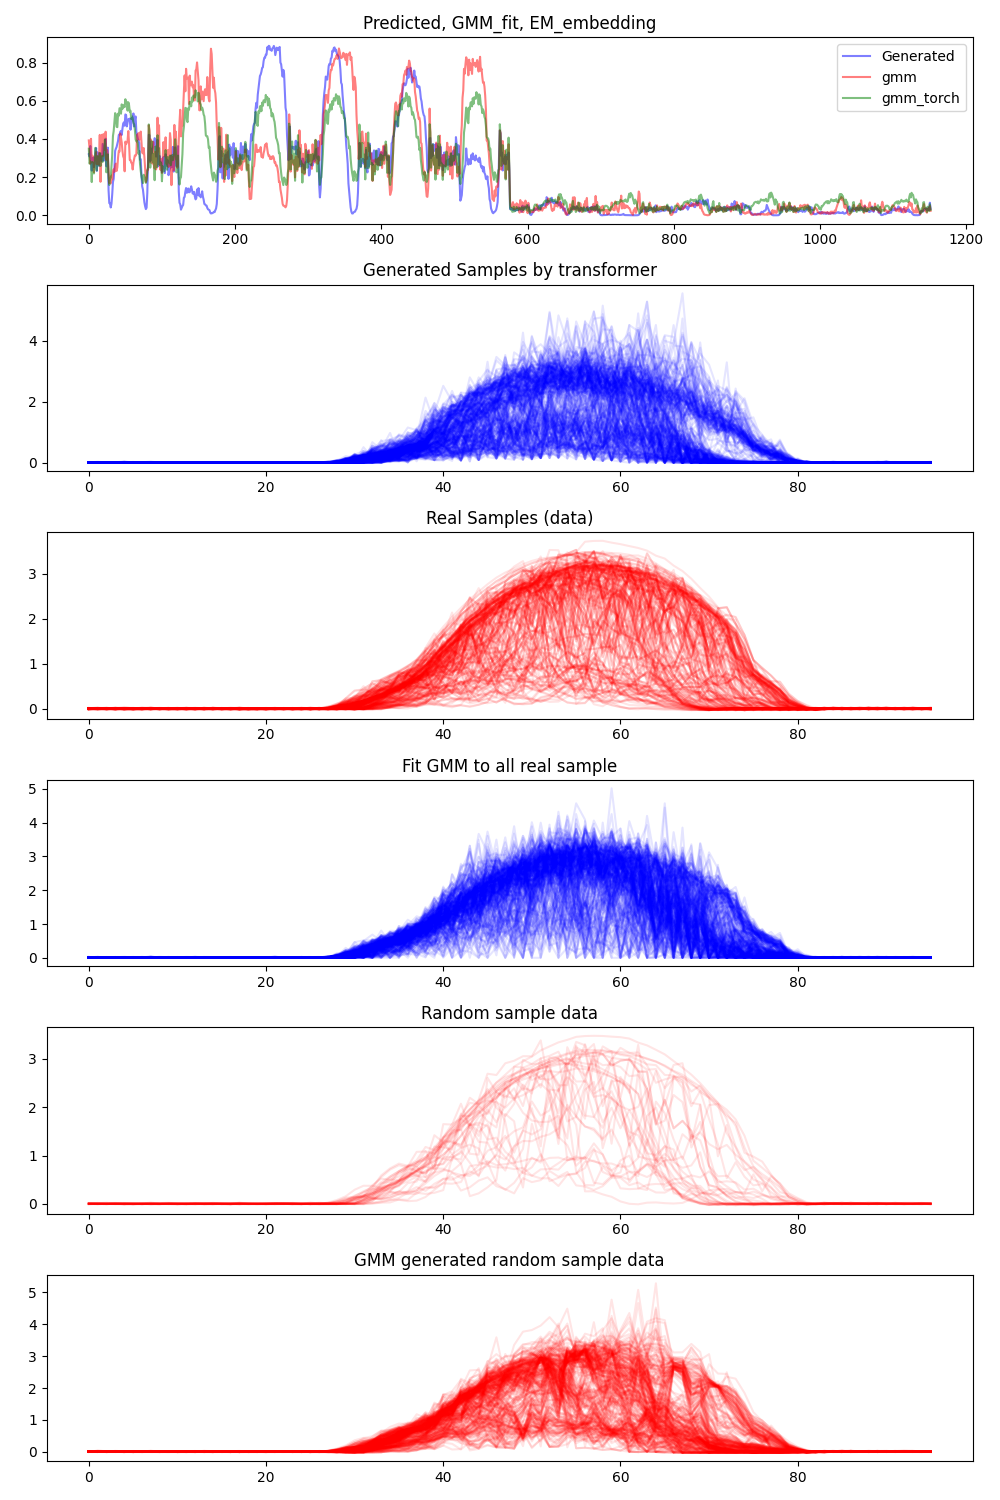 Predicted, GMM_fit, EM_embedding
0.8
0.6
0.4
0.2
0.0
Generated
gmm
gmm_torch
0 200 400 600 800 1000 1200
Generated Samples by transformer
4
2
0
0 20 40 60 80
Real Samples (data)
3
2
1
0
0 20 40 60 80
Fit GMM to all real sample
5
4
3
2
1
0
0 20 40 60 80
Random sample data
3
2
1
0
0 20 40 60 80
GMM generated random sample data
5
4
3
2
1
0
0 20 40 60 80